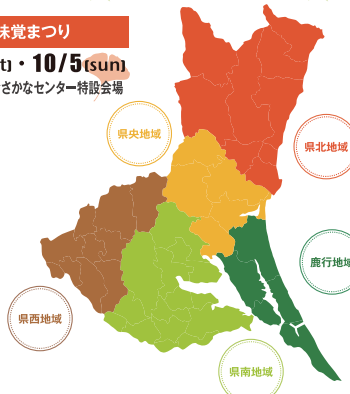 味覚まつり
t)・10/5(sun)
さかなセンター特設会場
県央地域
県北地域
鹿行地域
県西地域
県南地域